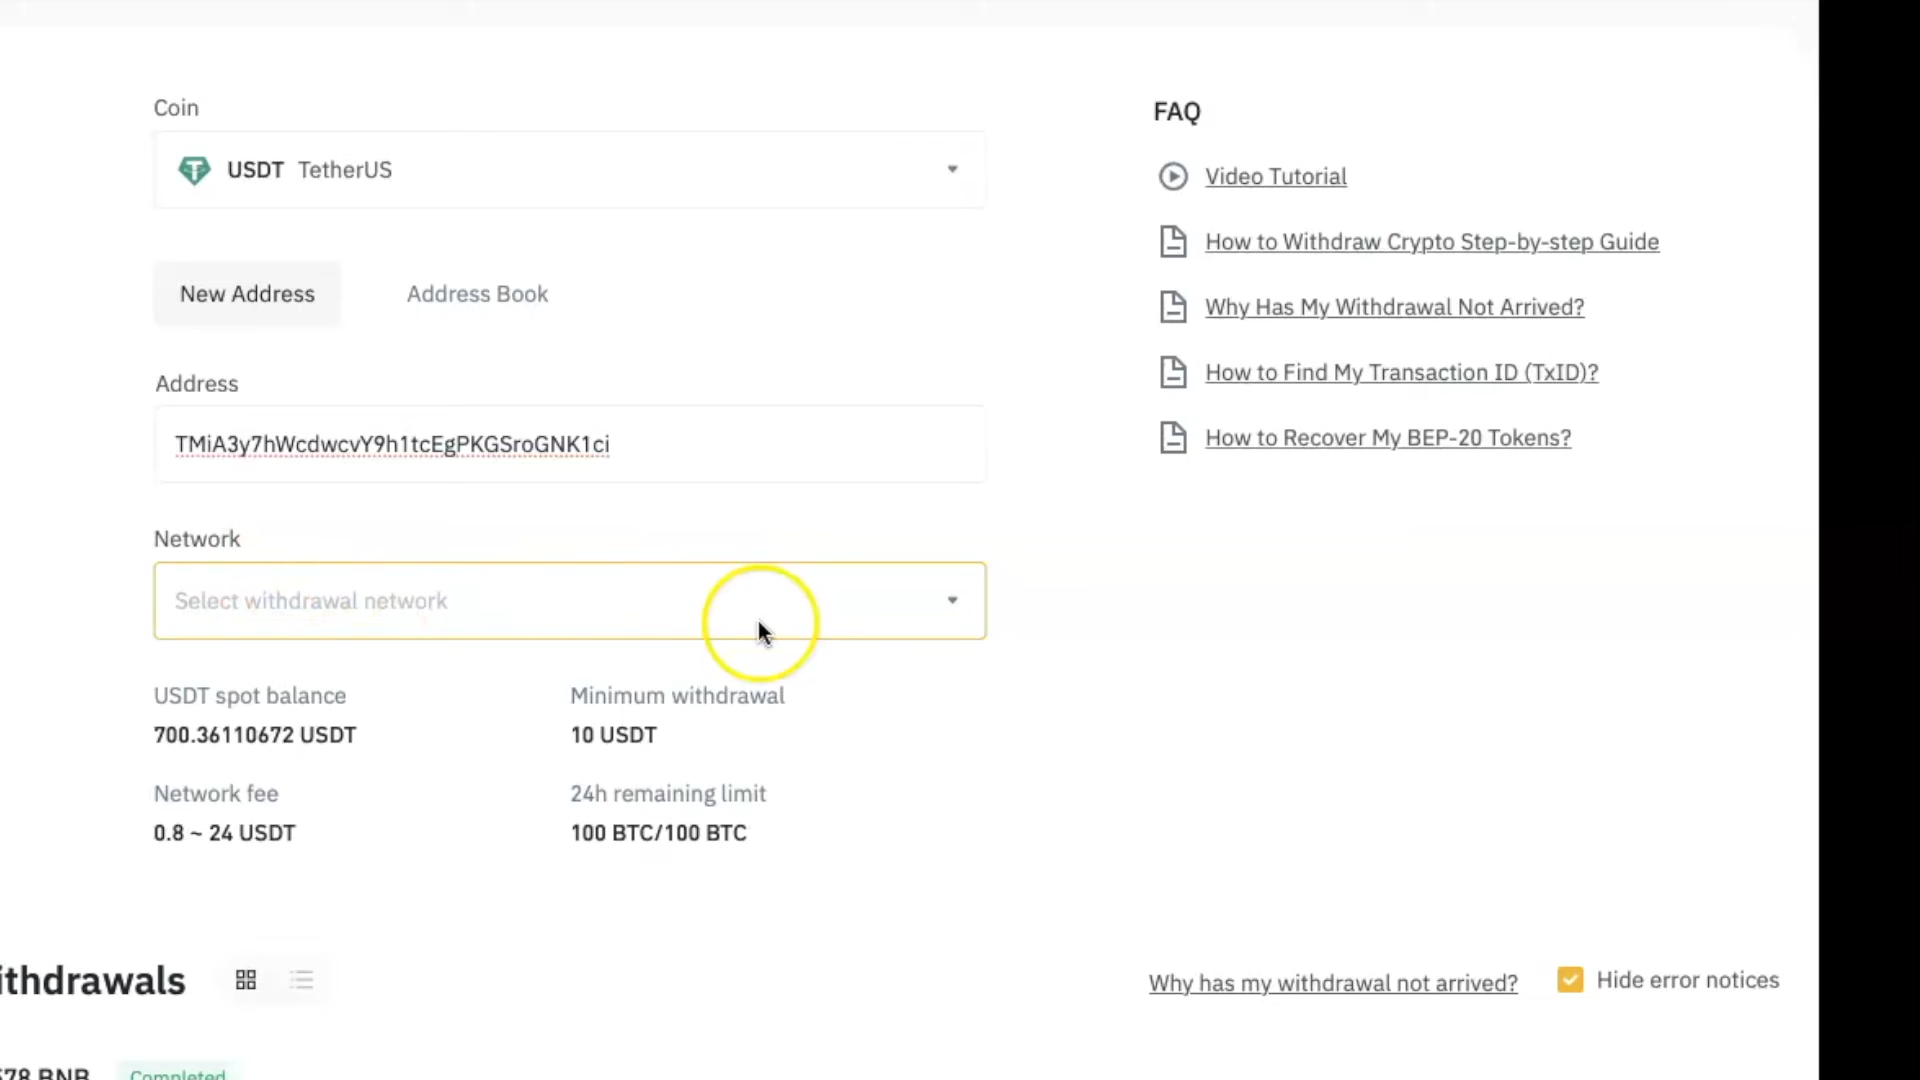 Coin
USDT TetherUS
New Address Address Book
Address
TMiA3y7hWcdwcvY9h1tcEgPKGSroGNK1ci
Network
Select withdrawal network
USDT spot balance Minimum withdrawal
700.36110672 USDT 10 USDT
Network fee 24h remaining limit
0.8 ~ 24 USDT 100 BTC/100 BTC
FAQ
Video Tutorial
How to Withdraw Crypto Step-by-step Guide
Why Has My Withdrawal Not Arrived?
How to Find My Transaction ID (TxID)?
How to Recover My BEP-20 Tokens?
ithdrawals
Why has my withdrawal not arrived? Hide error notices
578 BNB Completed